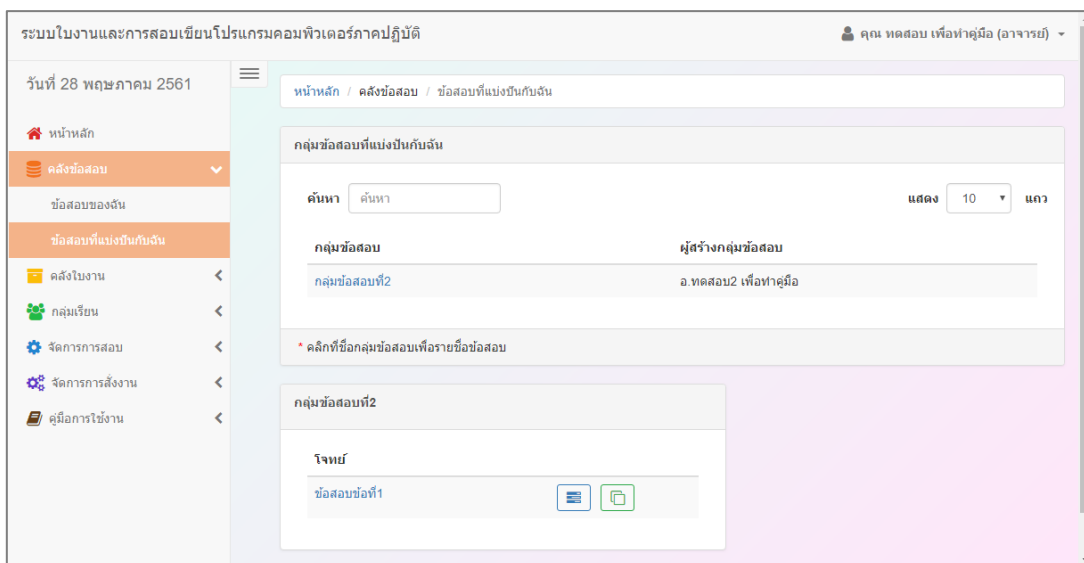 ระบบใบงานและการสอบเขียนโปรแกรมคอมพิวเตอร์ภาคปฏิบัติ
คุณ ทดสอบ เพื่อทำคู่มือ (อาจารย์)
วันที่ 28 พฤษภาคม 2561
หน้าหลัก / คลังข้อสอบ / ข้อสอบที่แบ่งปันกับฉัน
หน้าหลัก
คลังข้อสอบ
ข้อสอบของฉัน
ข้อสอบที่แบ่งปันกับฉัน
คลังใบงาน
กลุ่มเรียน
จัดการการสอบ
จัดการการสั่งงาน
คู่มือการใช้งาน
กลุ่มข้อสอบที่แบ่งปันกับฉัน
ค้นหา ค้นหา แสดง 10 แถว
กลุ่มข้อสอบ ผู้สร้างกลุ่มข้อสอบ
กลุ่มข้อสอบที่2 อ.ทดสอบ2 เพื่อทำคู่มือ
* คลิกที่ชื่อกลุ่มข้อสอบเพื่อรายชื่อข้อสอบ
กลุ่มข้อสอบที่2
โจทย์
ข้อสอบข้อที่1